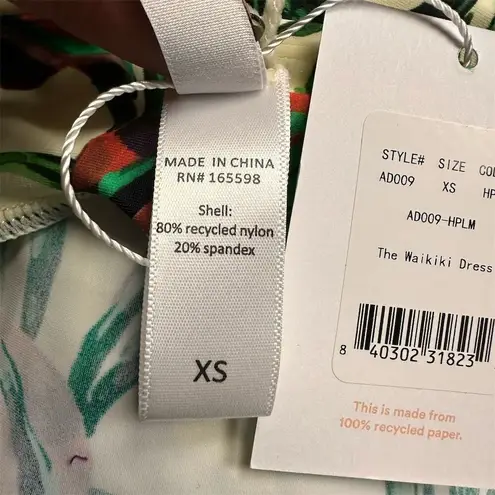 MADE IN CHINA
RN# 165598
Shell:
80% recycled nylon
20% spandex
XS
STYLE# SIZE
AD009 XS
AD009-HPLM
The Waikiki Dress
8 40302 31823
This is made from
100% recycled paper.